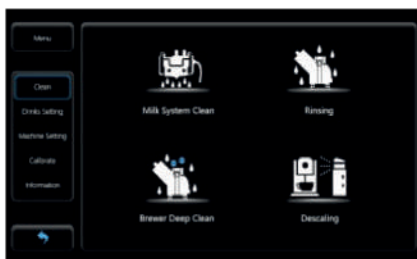 Menu
Clean
Drinks Setting
Machine Setting
Calibrate
Information
Milk System Clean
Rinsing
Brewer Deep Clean
Descaling